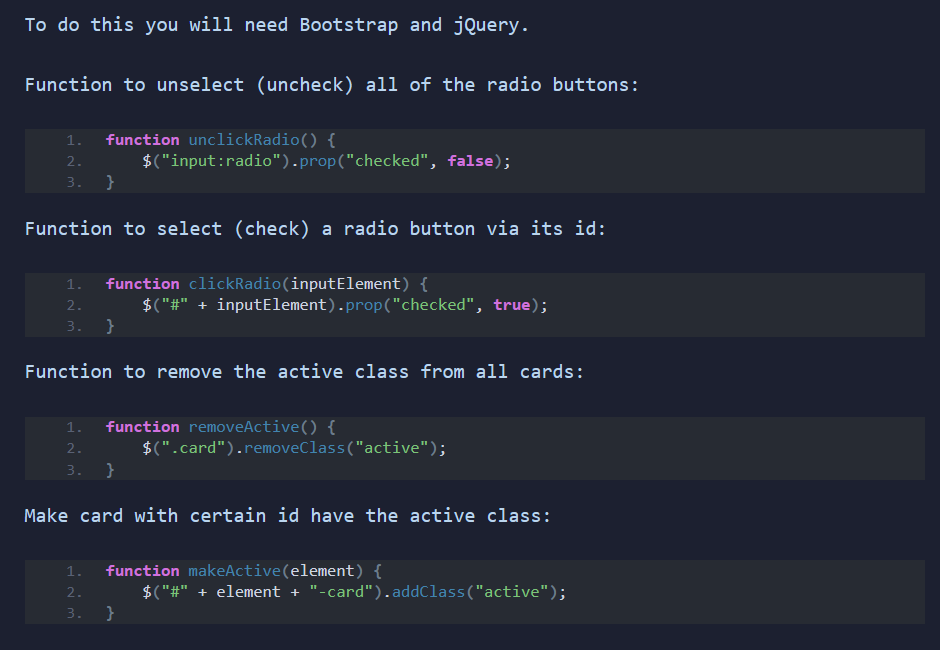 To do this you will need Bootstrap and jQuery.
Function to unselect (uncheck) all of the radio buttons:
1. function unclickRadio() {
2. $("input:radio").prop("checked", false);
3. }
Function to select (check) a radio button via its id:
1. function clickRadio(inputElement) {
2. $("#" + inputElement).prop("checked", true);
3. }
Function to remove the active class from all cards:
1. function removeActive() {
2. $(".card").removeClass("active");
3. }
Make card with certain id have the active class:
1. function makeActive(element) {
2. $("#" + element + "-card").addClass("active");
3. }